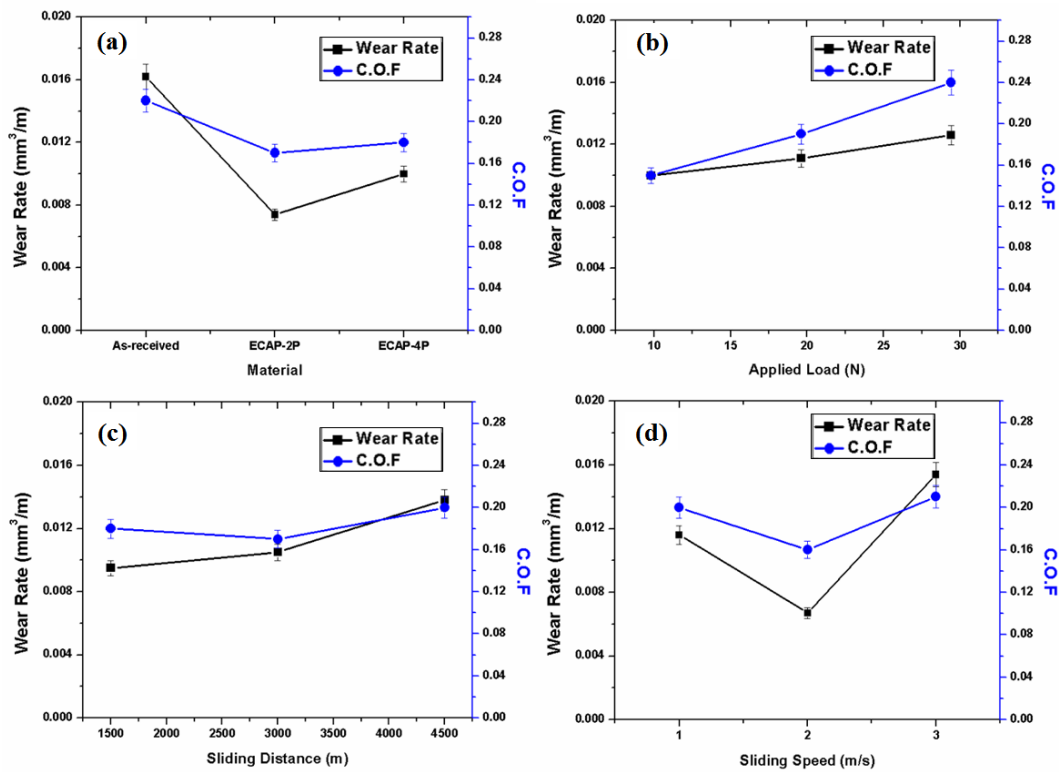 (a)
Wear Rate
C.O.F
0.020
0.016
0.012
0.008
0.004
0.000
Wear Rate (mm³/m)
0.28
0.24
0.20
0.16
0.12
0.08
0.04
0.00
C.O.F
As-received ECAP-2P ECAP-4P
Material
(b)
Wear Rate
C.O.F
0.020
0.016
0.012
0.008
0.004
0.000
Wear Rate (mm³/m)
0.28
0.24
0.20
0.16
0.12
0.08
0.04
0.00
C.O.F
10 15 20 25 30
Applied Load (N)
(c)
Wear Rate
C.O.F
0.020
0.016
0.012
0.008
0.004
0.000
Wear Rate (mm³/m)
0.28
0.24
0.20
0.16
0.12
0.08
0.04
0.00
C.O.F
1500 2000 2500 3000 3500 4000 4500
Sliding Distance (m)
(d)
Wear Rate
C.O.F
0.020
0.016
0.012
0.008
0.004
0.000
Wear Rate (mm³/m)
0.28
0.24
0.20
0.16
0.12
0.08
0.04
0.00
C.O.F
1 2 3
Sliding Speed (m/s)